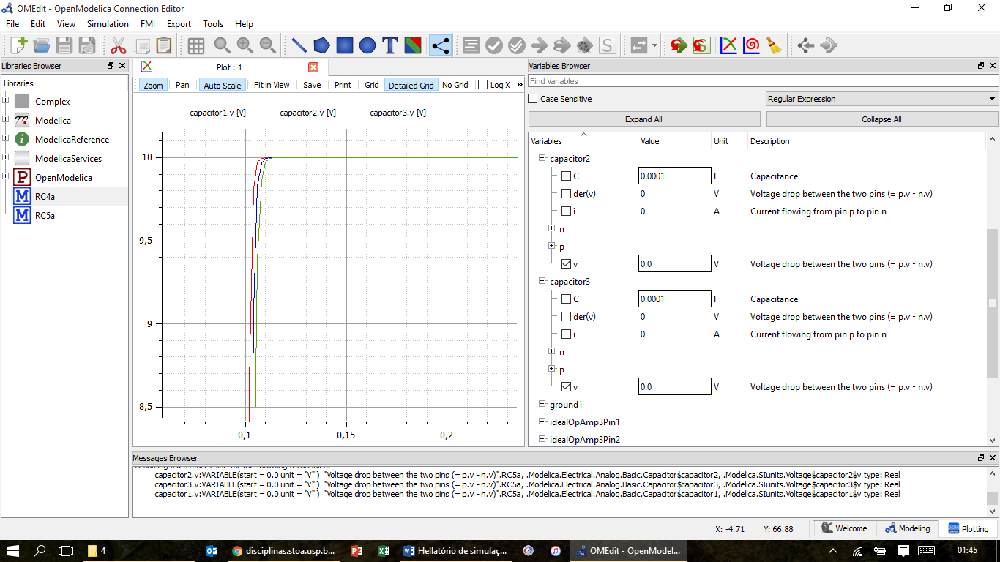 OMEdit - OpenModelica Connection Editor
File Edit View Simulation FMI Export Tools Help
T
S
S
Libraries Browser
Libraries
Complex
Modelica
i ModelicaReference
ModelicaServices
P OpenModelica
M RC4a
M RC5a
Plot : 1
Zoom Pan Auto Scale Fit in View Save Print Grid Detailed Grid No Grid Log X »
capacitor1.v [V] capacitor2.v [V] capacitor3.v [V]
10
9,5
9
8,5
0,1 0,15 0,2
Variables Browser
Find Variables
Case Sensitive Regular Expression
Expand All Collapse All
Variables Value Unit Description
capacitor2
C 0.0001 F Capacitance
der(v) 0 V Voltage drop between the two pins (= p.v - n.v)
i 0 A Current flowing from pin p to pin n
n
p
v 0.0 V Voltage drop between the two pins (= p.v - n.v)
capacitor3
C 0.0001 F Capacitance
der(v) 0 V Voltage drop between the two pins (= p.v - n.v)
i 0 A Current flowing from pin p to pin n
n
p
v 0.0 V Voltage drop between the two pins (= p.v - n.v)
ground1
idealOpAmp3Pin1
idealOpAmp3Pin2
Messages Browser
Assuming fixed start value for the following 3 variables:
capacitor2.v:VARIABLE(start = 0.0 unit = "V" ) "Voltage drop between the two pins (= p.v - n.v)".RC5a, .Modelica.Electrical.Analog.Basic.Capacitor$capacitor2, .Modelica.SIunits.Voltage$capacitor2$v type: Real
capacitor3.v:VARIABLE(start = 0.0 unit = "V" ) "Voltage drop between the two pins (= p.v - n.v)".RC5a, .Modelica.Electrical.Analog.Basic.Capacitor$capacitor3, .Modelica.SIunits.Voltage$capacitor3$v type: Real
capacitor1.v:VARIABLE(start = 0.0 unit = "V" ) "Voltage drop between the two pins (= p.v - n.v)".RC5a, .Modelica.Electrical.Analog.Basic.Capacitor$capacitor1, .Modelica.SIunits.Voltage$capacitor1$v type: Real
X: -4.71 Y: 66.88 Welcome Modeling Plotting
4 disciplinas.stoa.usp.b... Hellatório de simulaç... OMEdit - OpenModel... 01:45